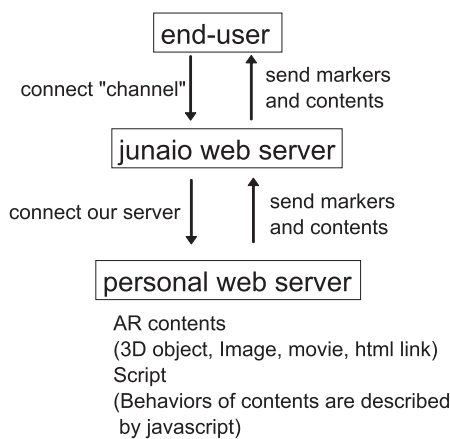 end-user
connect "channel"
send markers
and contents
junaio web server
connect our server
send markers
and contents
personal web server
AR contents
(3D object, Image, movie, html link)
Script
(Behaviors of contents are described
by javascript)